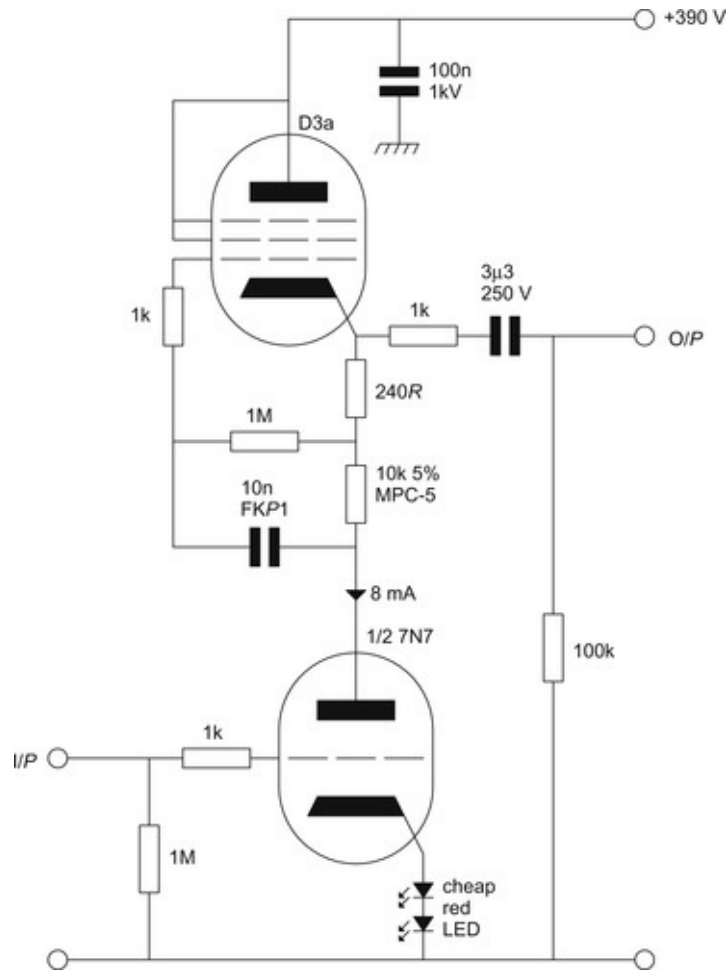 +390 V
100n
1kV
D3a
3µ3
250 V
1k
1k
O/P
240R
1M
10k 5%
MPC-5
10n
FKP1
8 mA
1/2 7N7
100k
1k
I/P
1M
cheap
red
LED